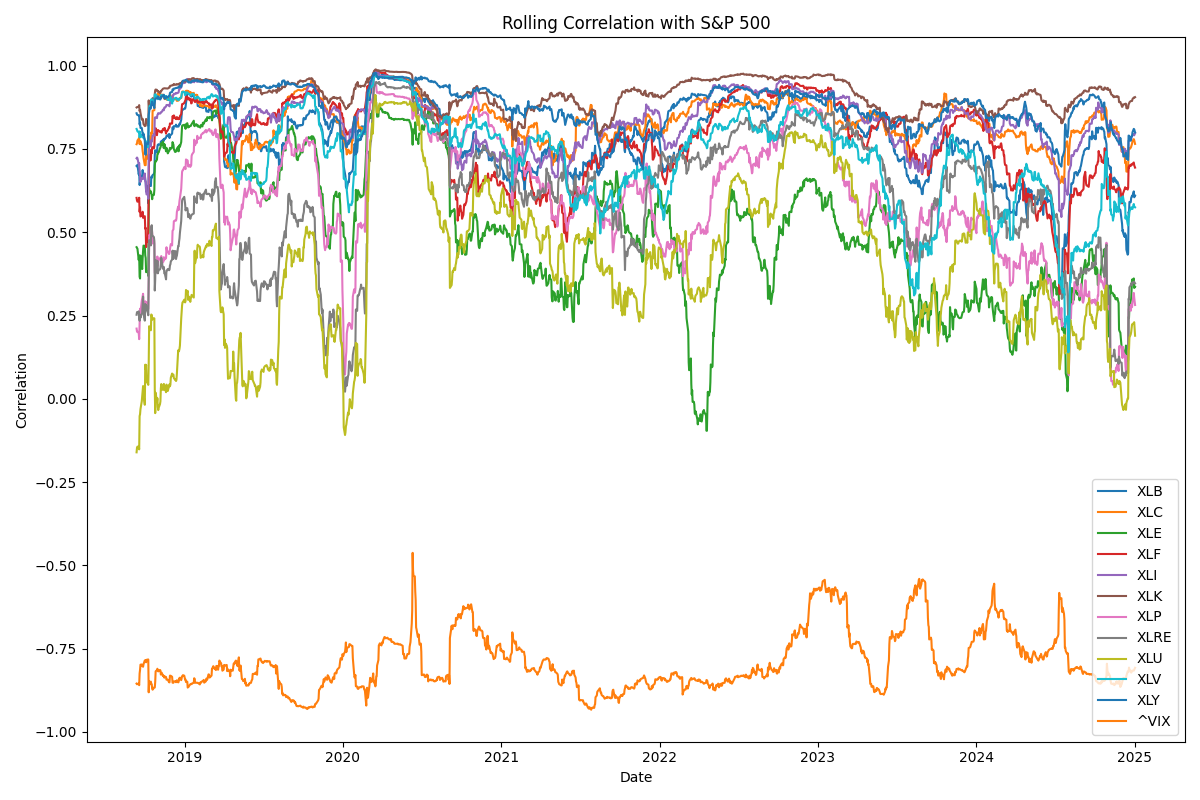 Rolling Correlation with S&P 500
Correlation
1.00
0.75
0.50
0.25
0.00
−0.25
−0.50
−0.75
−1.00
2019
2020
2021
2022
2023
2024
2025
Date
XLB
XLC
XLE
XLF
XLI
XLK
XLP
XLRE
XLU
XLV
XLY
^VIX